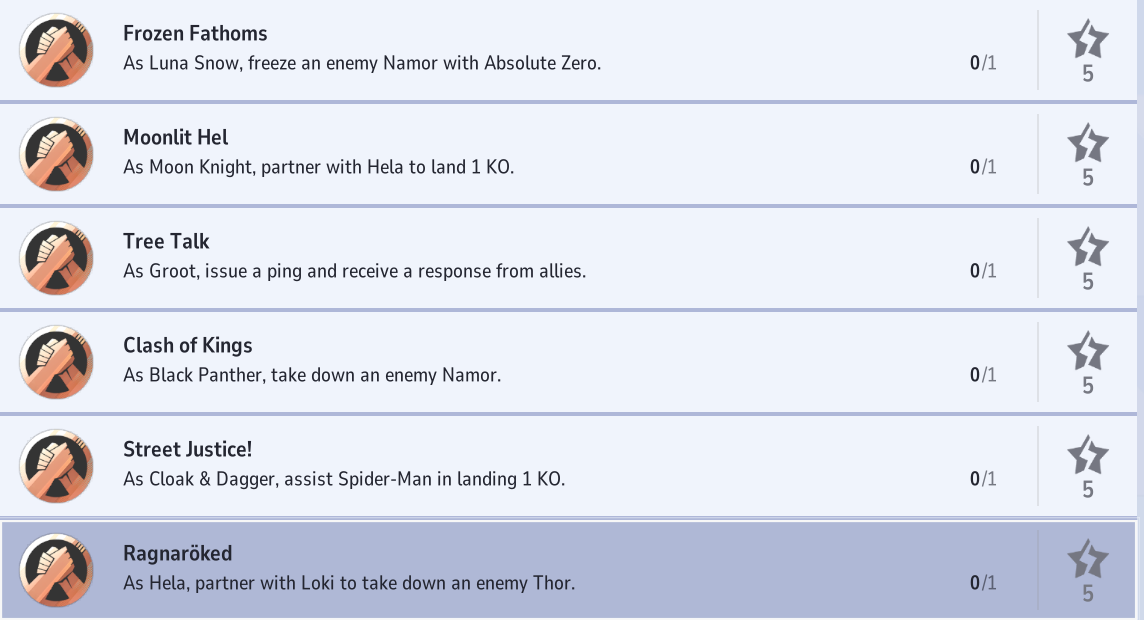 Frozen Fathoms
As Luna Snow, freeze an enemy Namor with Absolute Zero.
0/1
5
Moonlit Hel
As Moon Knight, partner with Hela to land 1 KO.
0/1
5
Tree Talk
As Groot, issue a ping and receive a response from allies.
0/1
5
Clash of Kings
As Black Panther, take down an enemy Namor.
0/1
5
Street Justice!
As Cloak & Dagger, assist Spider-Man in landing 1 KO.
0/1
5
Ragnaröked
As Hela, partner with Loki to take down an enemy Thor.
0/1
5